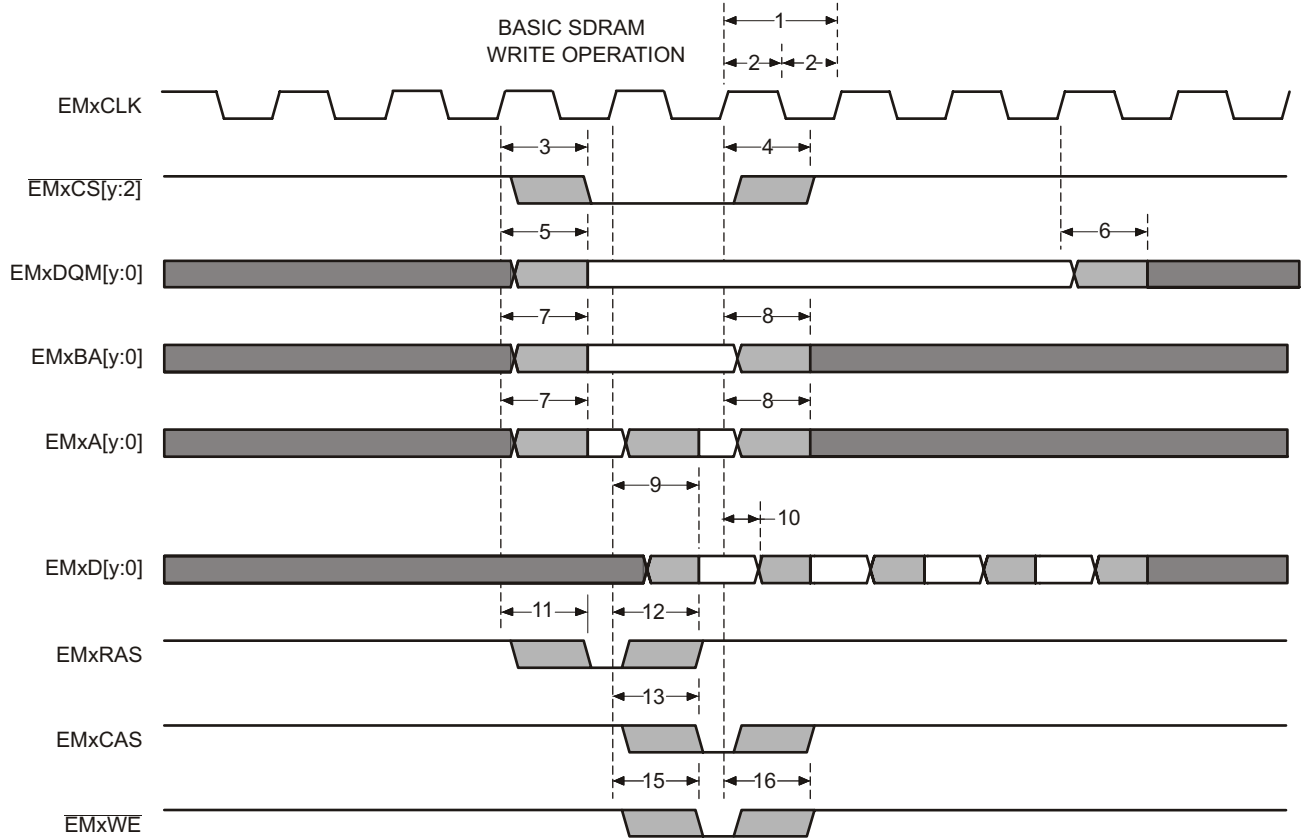 BASIC SDRAM
WRITE OPERATION
1
2 2
EMxCLK
3 4
EMxCS[y:2]
5 6
EMxDQM[y:0]
7 8
EMxBA[y:0]
7 8
EMxA[y:0]
9
10
EMxD[y:0]
11 12
EMxRAS
13
EMxCAS
15 16
EMxWE